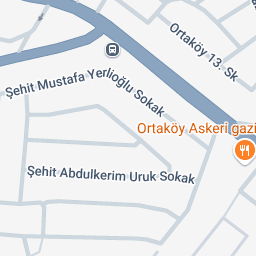 Ortaköy 13. Sk
Şehit Mustafa Yerlioğlu Sokak
Ortaköy Askeri gazi
Şehit Abdulkerim Uruk Sokak